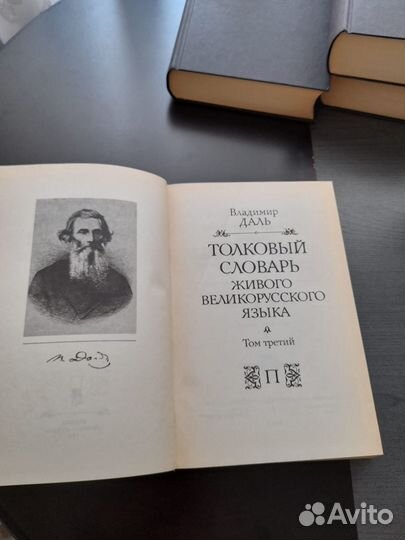 Владимир
ДАЛЬ
ТОЛКОВЫЙ
СЛОВАРЬ
ЖИВОГО
ВЕЛИКОРУССКОГО
ЯЗЫКА
Том третий
П
Avito